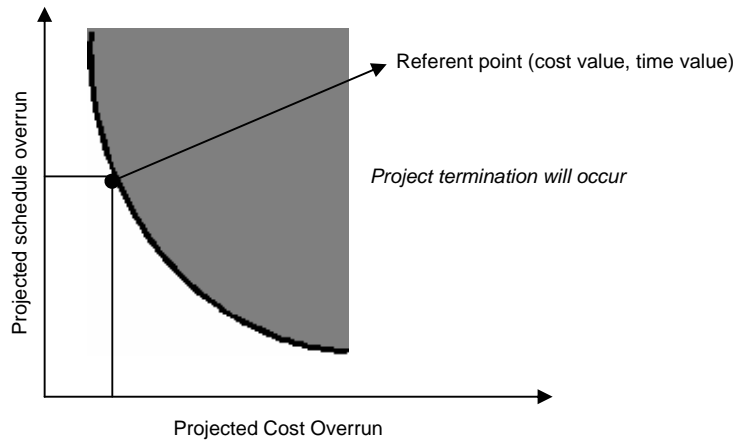 Referent point (cost value, time value)
Project termination will occur
Projected schedule overrun
Projected Cost Overrun